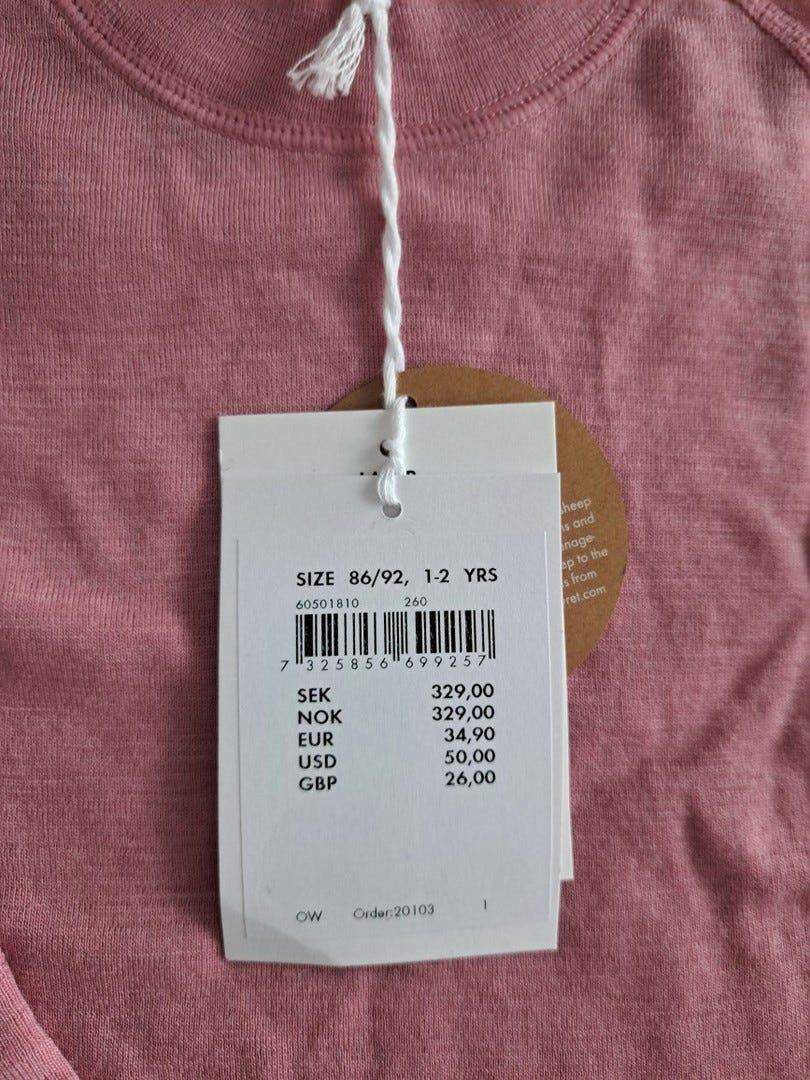 sheep
ns and
nage-
ep to the
s from
ret.com
SIZE 86/92, 1-2 YRS
60501810 260
7 325856 699257
SEK 329,00
NOK 329,00
EUR 34,90
USD 50,00
GBP 26,00
OW Order:20103 1